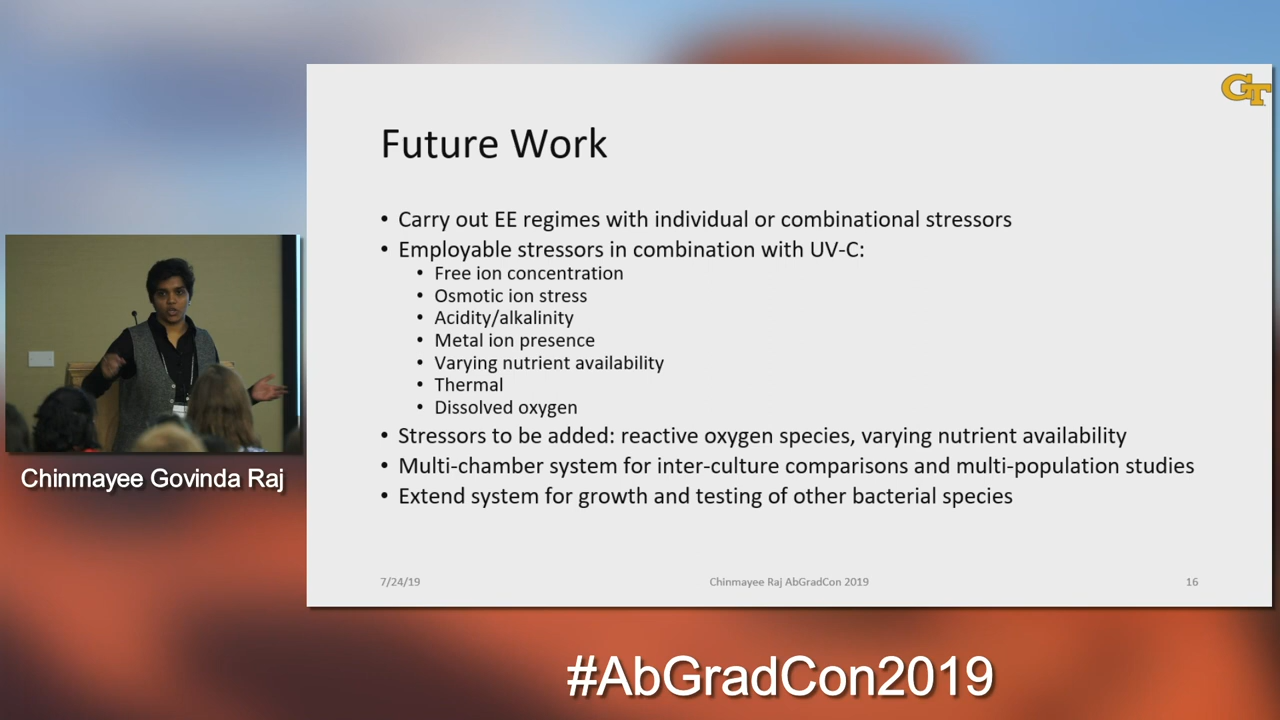 GT
Future Work
• Carry out EE regimes with individual or combinational stressors
• Employable stressors in combination with UV-C:
• Free ion concentration
• Osmotic ion stress
• Acidity/alkalinity
• Metal ion presence
• Varying nutrient availability
• Thermal
• Dissolved oxygen
• Stressors to be added: reactive oxygen species, varying nutrient availability
• Multi-chamber system for inter-culture comparisons and multi-population studies
• Extend system for growth and testing of other bacterial species
7/24/19
Chinmayee Raj AbGradCon 2019
16
Chinmayee Govinda Raj
#AbGradCon2019